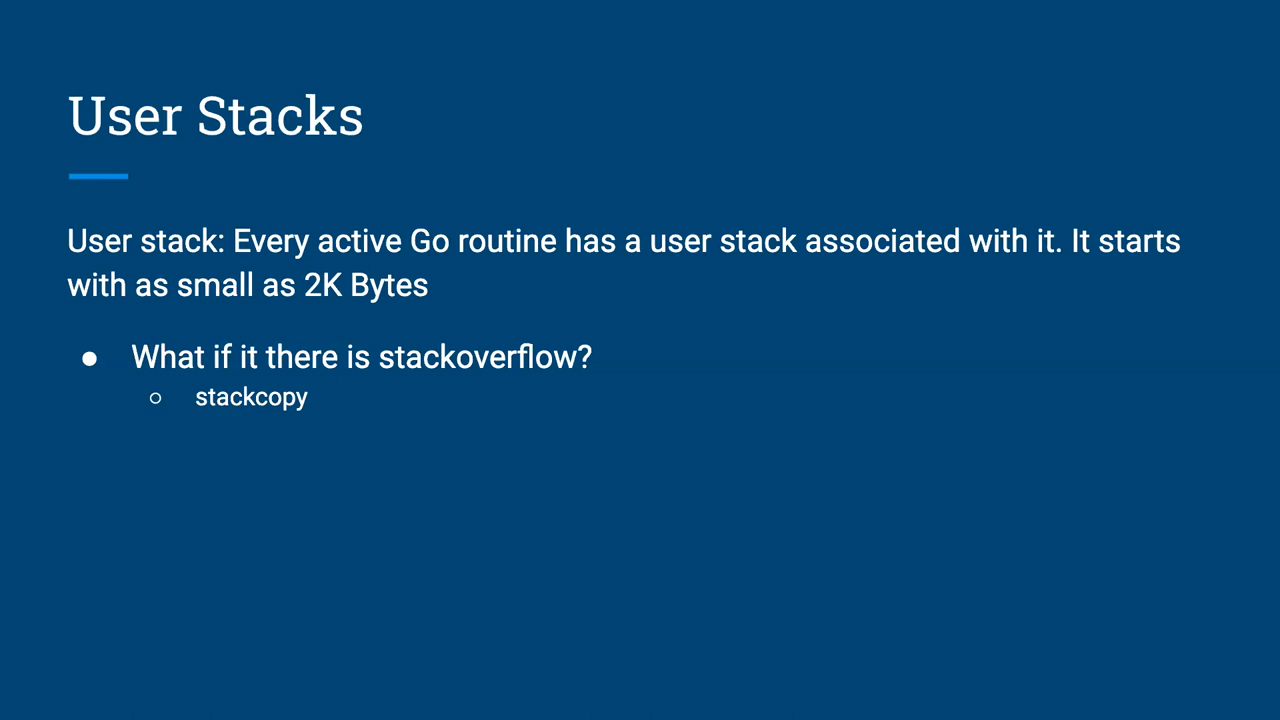 User Stacks
User stack: Every active Go routine has a user stack associated with it. It starts
with as small as 2K Bytes
● What if it there is stackoverflow?
○ stackcopy